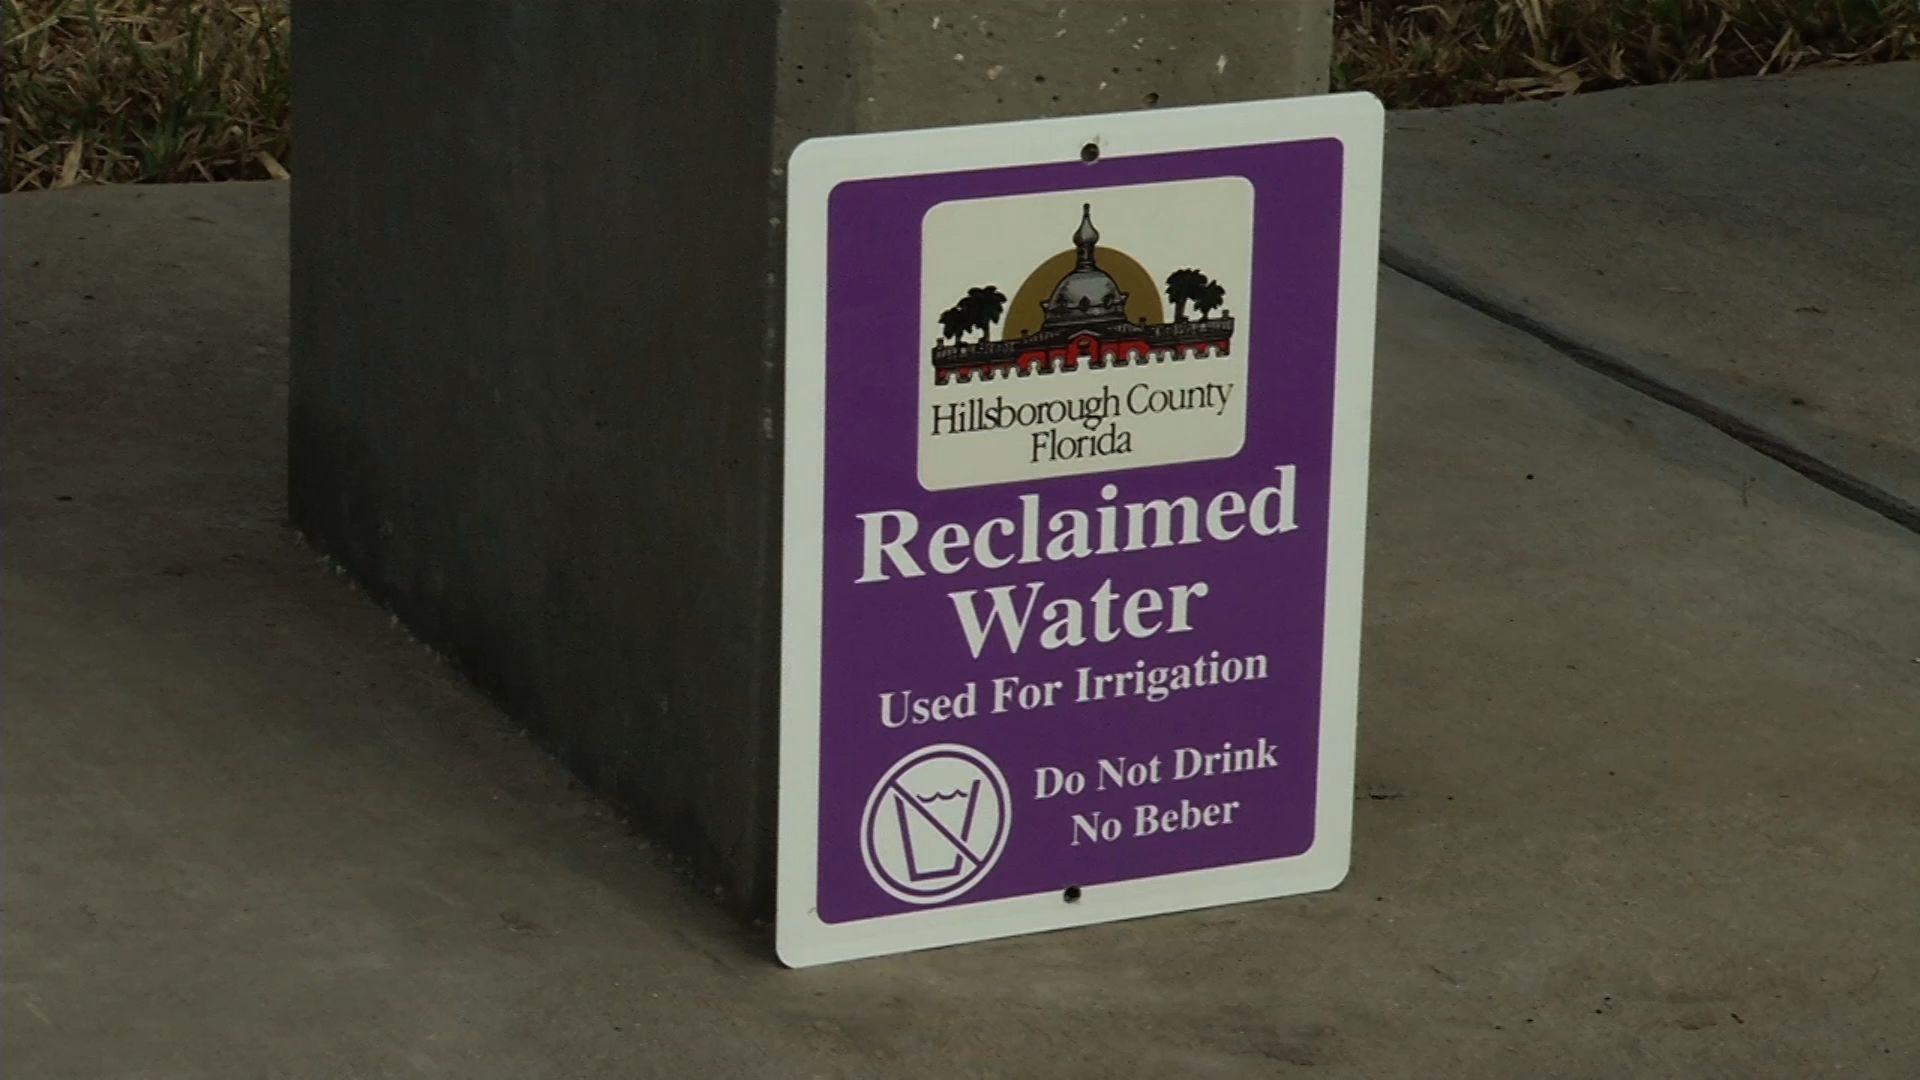 Hillsborough County
Florida
Reclaimed
Water
Used For Irrigation
Do Not Drink
No Beber